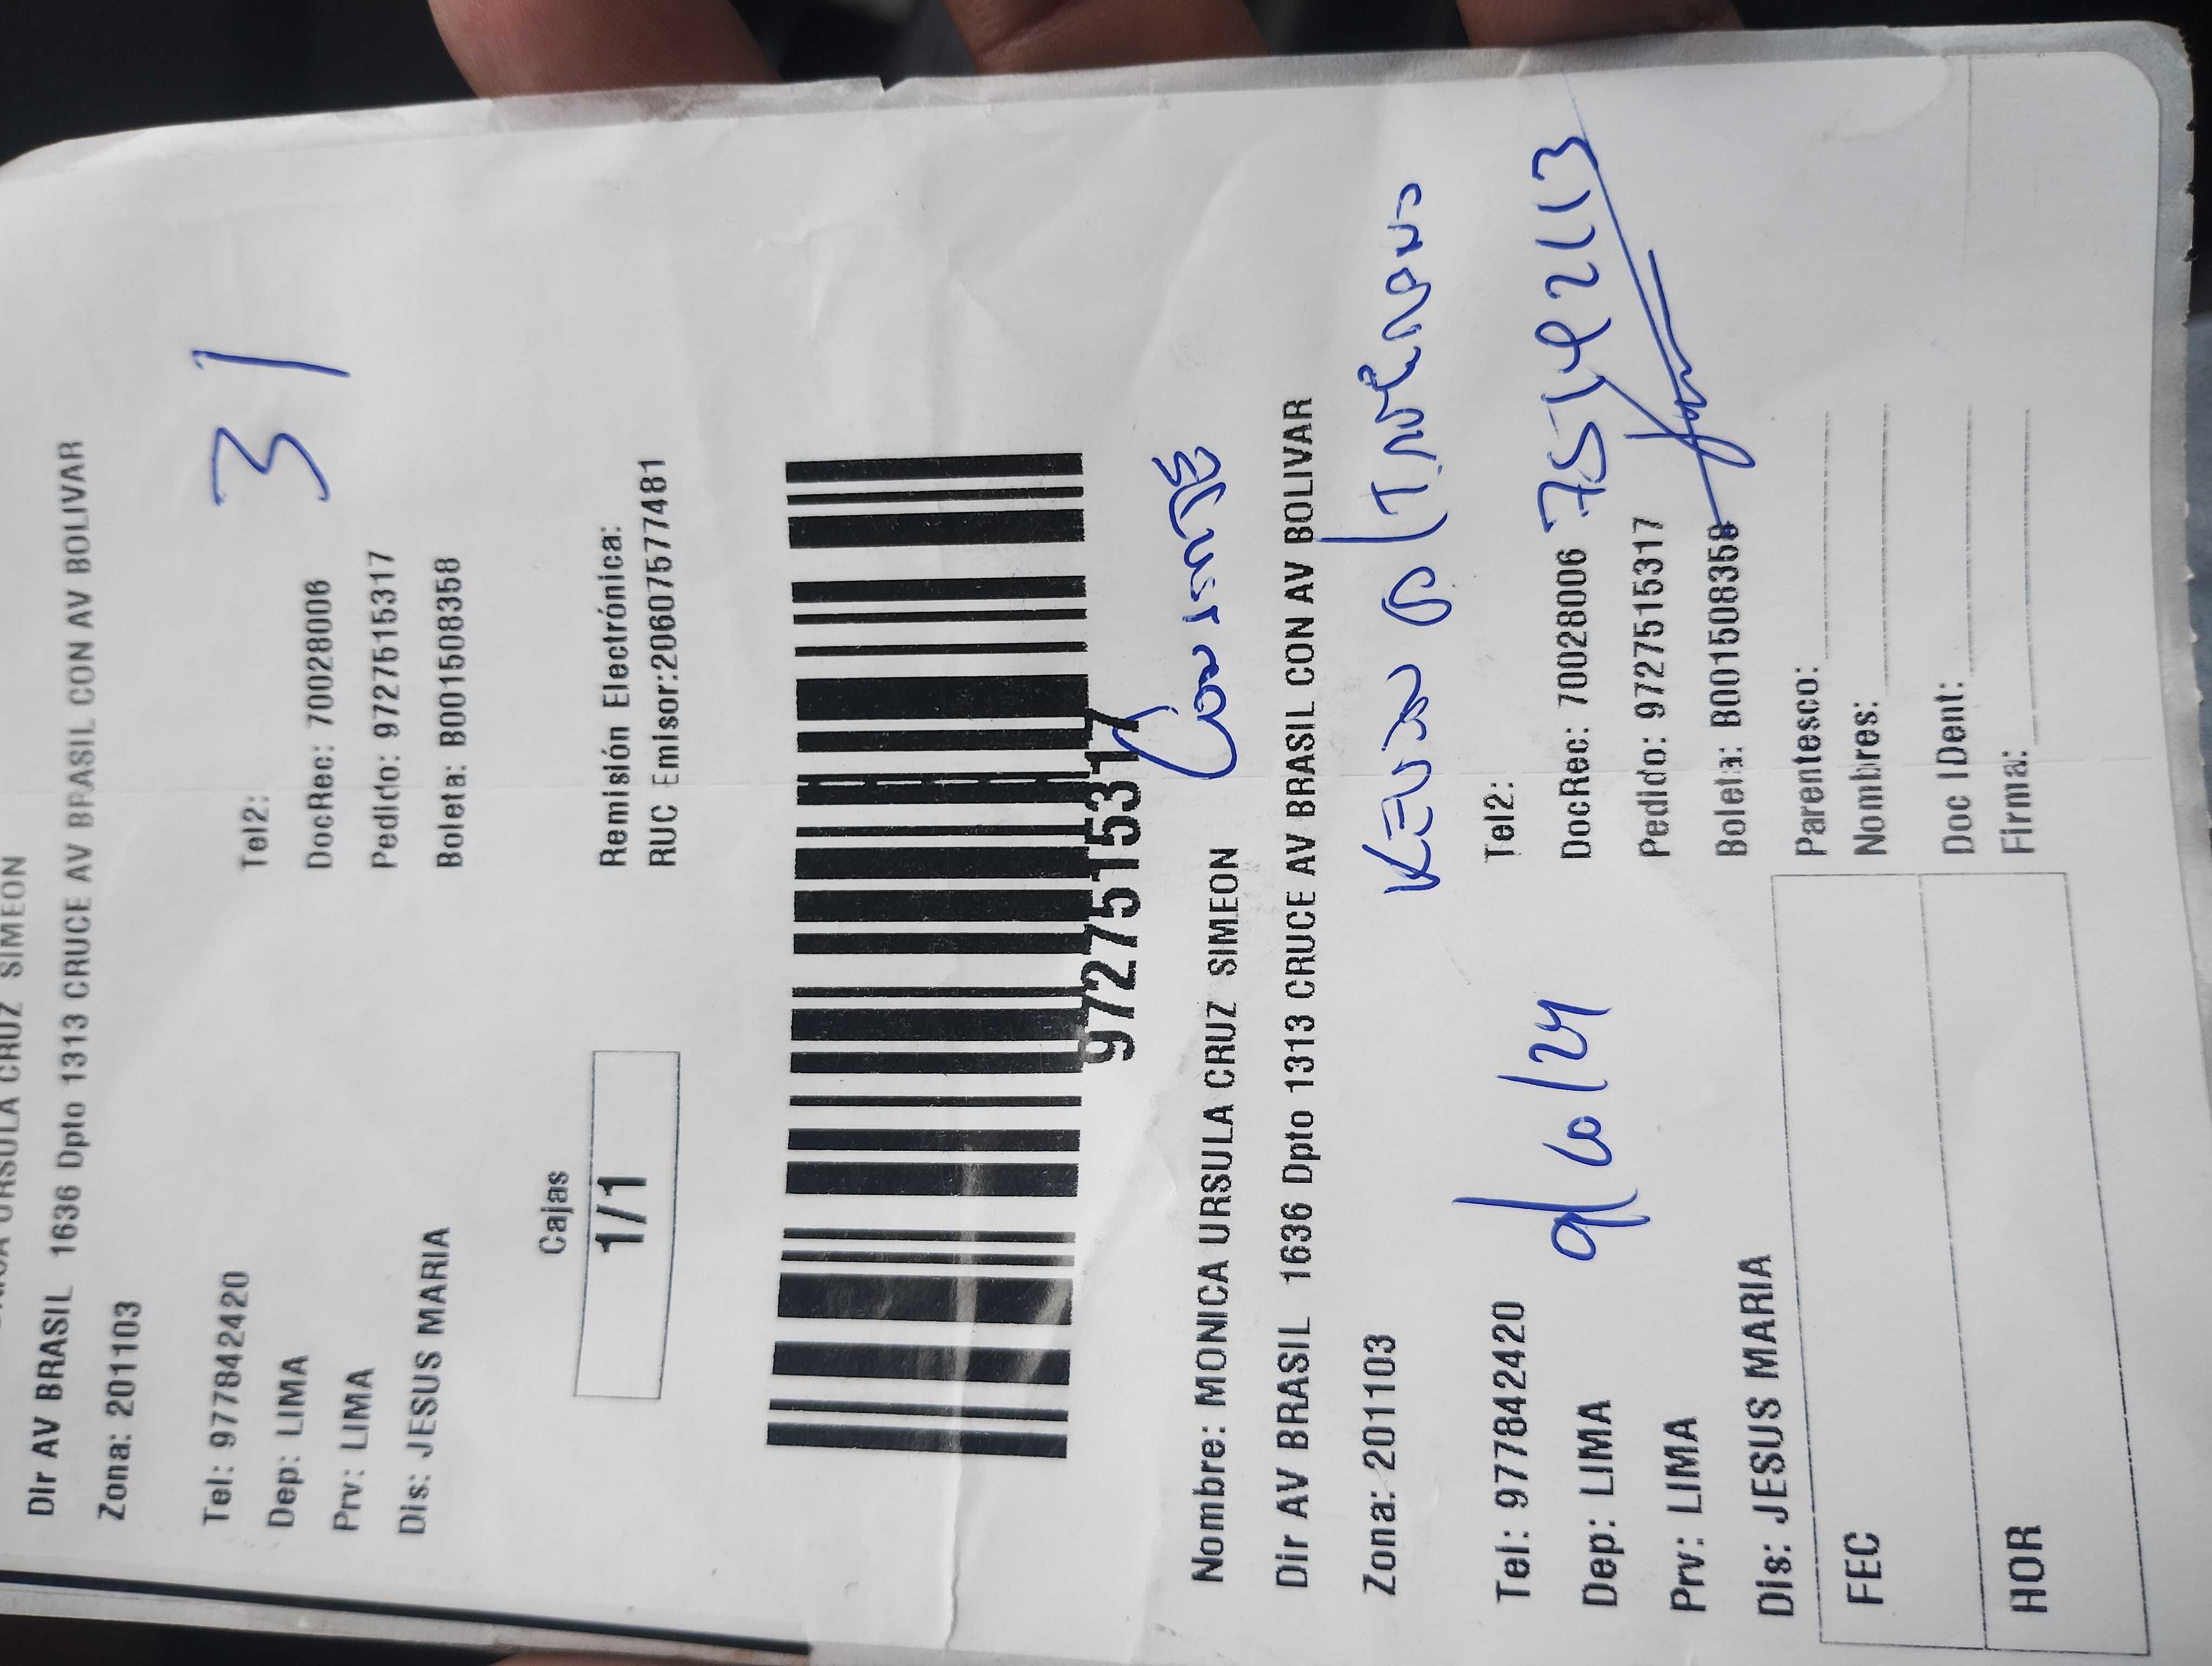 URSULA CRUZ SIMEON
Dir AV BRASIL 1636 Dpto 1313 CRUCE AV BRASIL CON AV BOLIVAR
Zona: 201103
31
Tel: 977842420 Tel2:
Dep: LIMA DocRec: 70028006
Prv: LIMA Pedido: 9727515317
Dis: JESUS MARIA Boleta: B001508358
Cajas Remisión Electrónica:
1/1 RUC Emisor:20607577481
9727515317
Nombre: MONICA URSULA CRUZ SIMEON
Dir AV BRASIL 1636 Dpto 1313 CRUCE AV BRASIL CON AV BOLIVAR
Zona: 201103
Tel: 977842420 Tel2:
Dep: LIMA DocRec: 70028006
Prv: LIMA Pedido: 9727515317
Dis: JESUS MARIA Boleta: B001508358
Parentesco:
FEC Nombres:
Doc IDent:
HOR Firma: